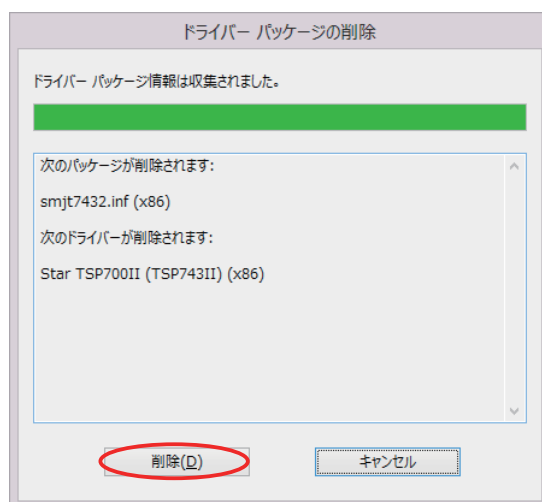 ドライバー パッケージの削除
ドライバー パッケージ情報は収集されました。
次のパッケージが削除されます:
smjt7432.inf (x86)
次のドライバーが削除されます:
Star TSP700II (TSP743II) (x86)
削除(D) キャンセル